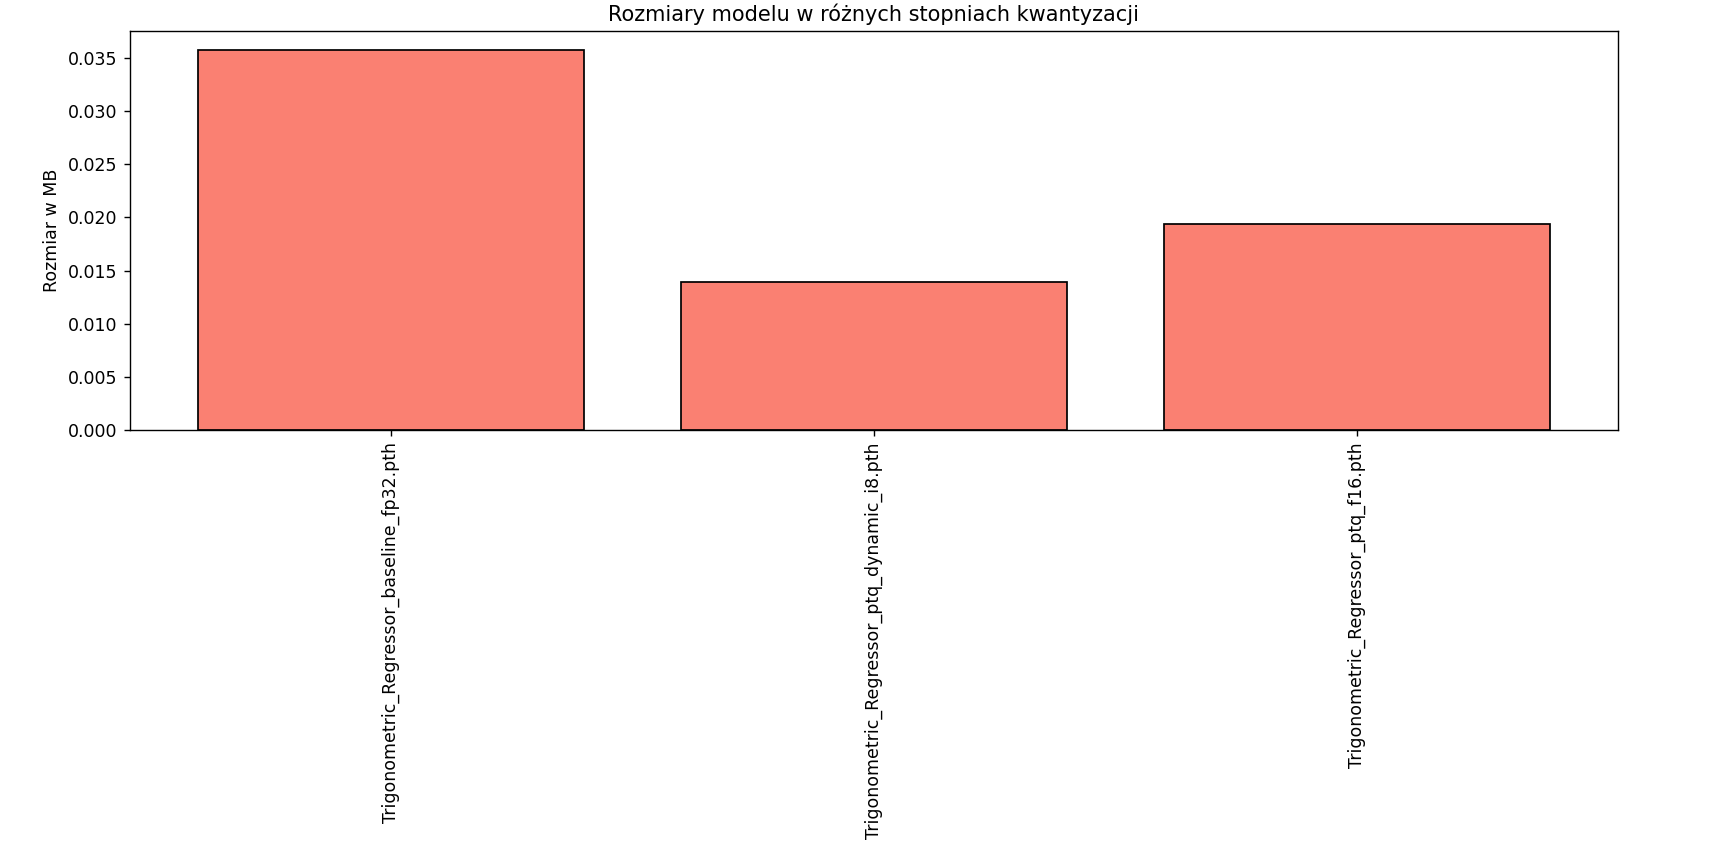 Rozmiary modelu w różnych stopniach kwantyzacji
Rozmiar w MB
0.035
0.030
0.025
0.020
0.015
0.010
0.005
0.000
Trigonometric_Regressor_baseline_fp32.pth
Trigonometric_Regressor_ptq_dynamic_i8.pth
Trigonometric_Regressor_ptq_f16.pth